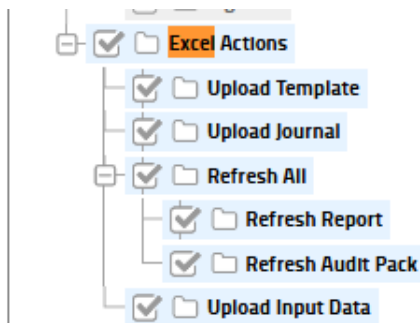 Excel Actions
Upload Template
Upload Journal
Refresh All
Refresh Report
Refresh Audit Pack
Upload Input Data